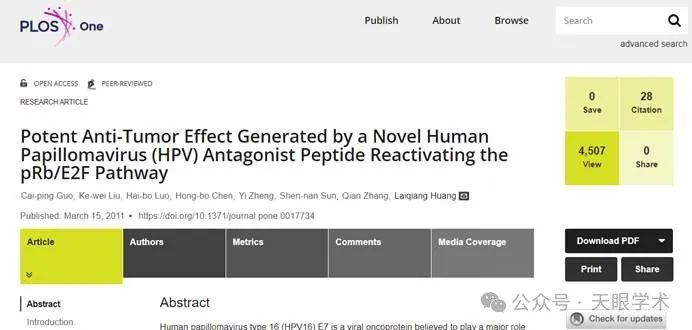 PLOS One
Publish
About
Browse
Search
advanced search
OPEN ACCESS
PEER-REVIEWED
RESEARCH ARTICLE
Potent Anti-Tumor Effect Generated by a Novel Human
Papillomavirus (HPV) Antagonist Peptide Reactivating the
pRb/E2F Pathway
Cai-ping Guo, Ke-wei Liu, Hai-bo Luo, Hong-bo Chen, Yi Zheng, Shen-nan Sun, Qian Zhang, Laiqiang Huang
Published: March 15, 2011 • https://doi.org/10.1371/journal.pone.0017734
0
Save
28
Citation
4,507
View
0
Share
Article
Authors
Metrics
Comments
Media Coverage
Download PDF
Print
Share
Check for updates
Abstract
Introduction
Abstract
Human papillomavirus type 16 (HPV16) E7 is a viral oncoprotein believed to play a major role
公众号 · 天眼学术